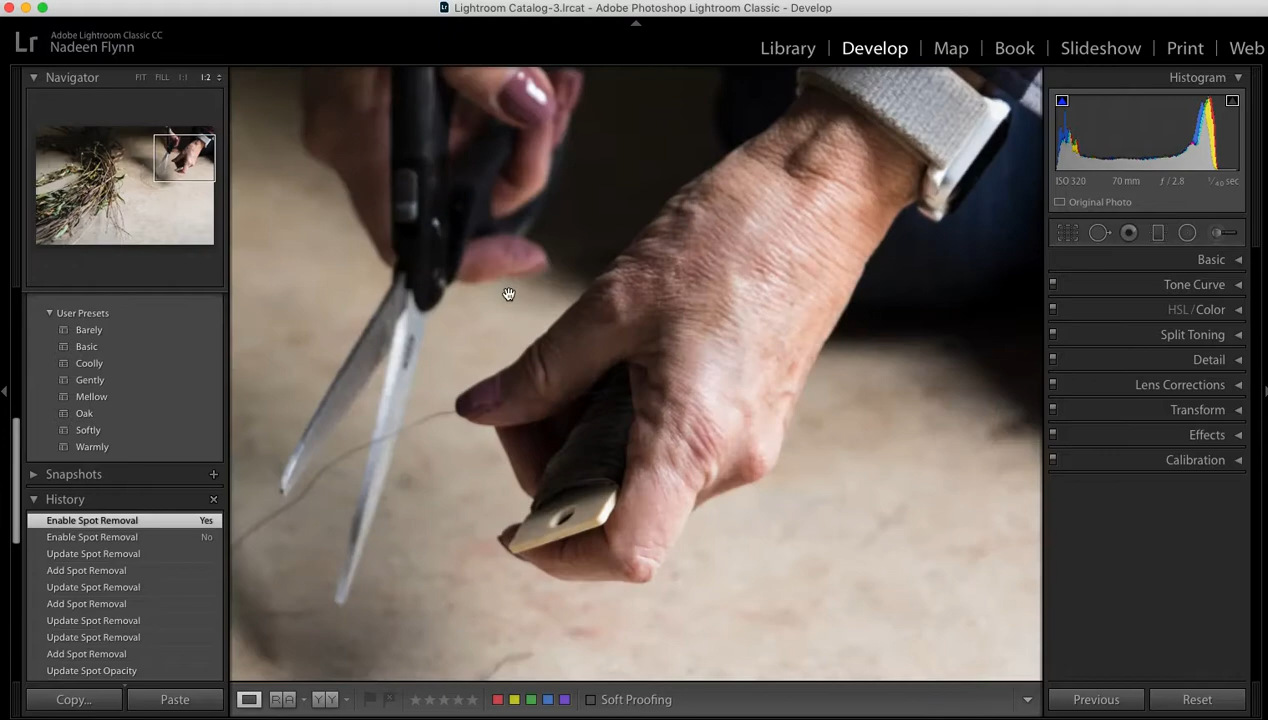 Lightroom Catalog-3.lrcat - Adobe Photoshop Lightroom Classic - Develop
Lr
Adobe Lightroom Classic CC
Nadeen Flynn
Library
Develop
Map
Book
Slideshow
Print
Web
Navigator
FIT
FILL
1:1
1:2
User Presets
Barely
Basic
Coolly
Gently
Mellow
Oak
Softly
Warmly
Snapshots
History
Enable Spot Removal Yes
Enable Spot Removal No
Update Spot Removal
Add Spot Removal
Update Spot Removal
Add Spot Removal
Update Spot Removal
Update Spot Removal
Add Spot Removal
Update Spot Opacity
Copy...
Paste
R A
Y Y
Soft Proofing
Histogram
ISO 320 70 mm ƒ / 2.8 1/40 sec
Original Photo
Basic
Tone Curve
HSL / Color
Split Toning
Detail
Lens Corrections
Transform
Effects
Calibration
Previous
Reset